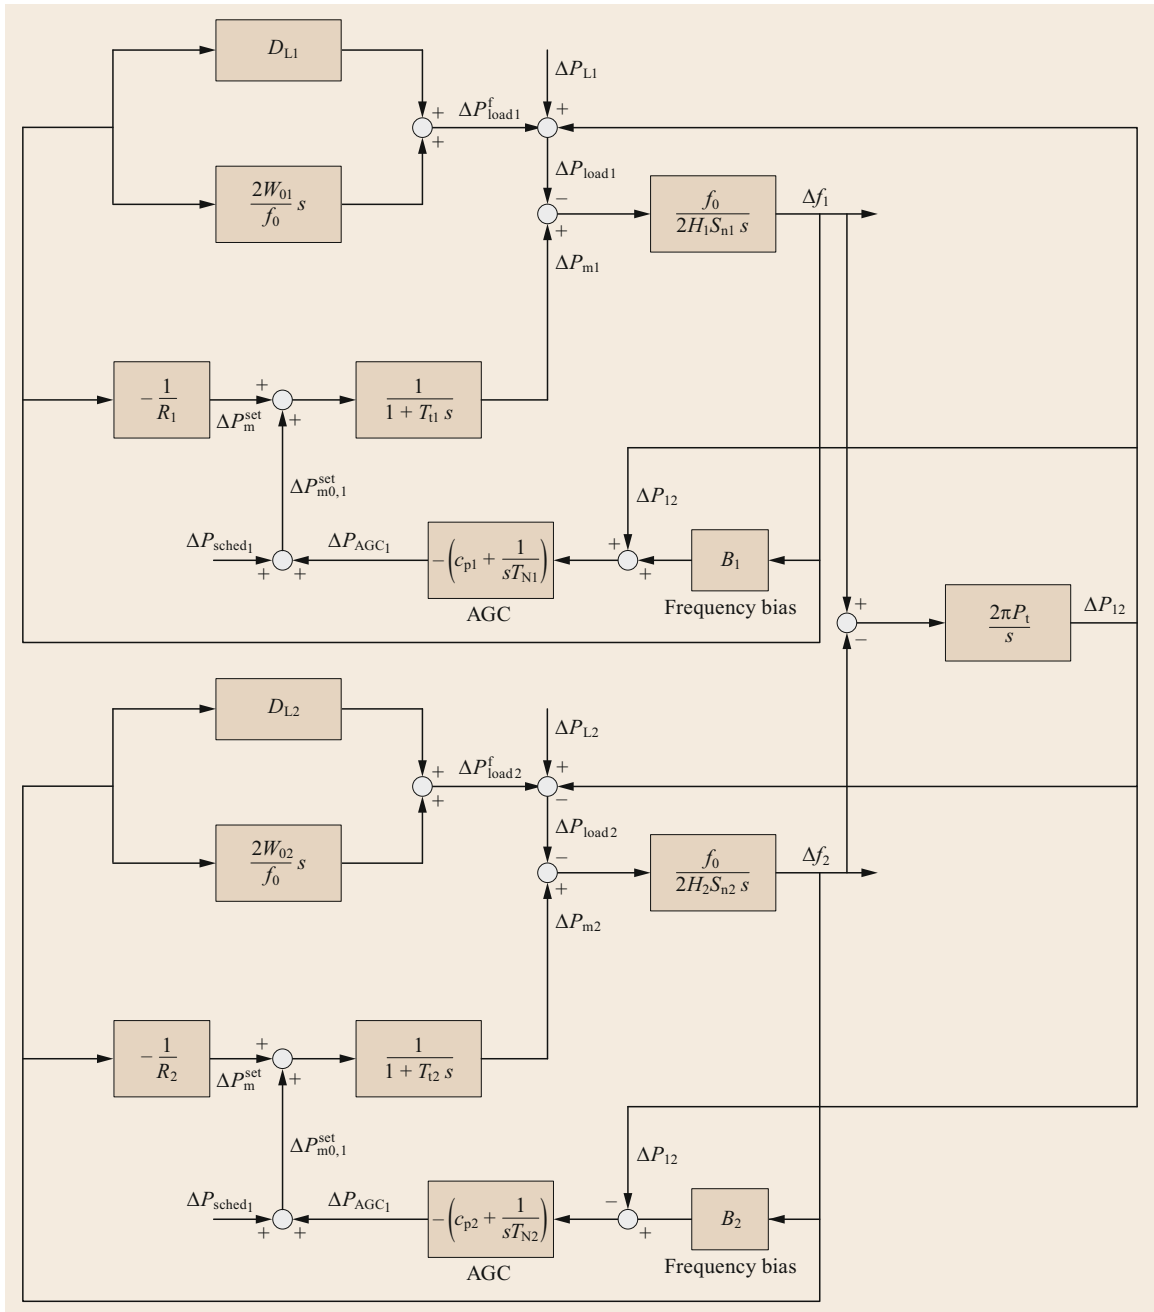 D_L1
ΔP_L1
ΔP^f_load1
+
+
+
2W_01/f_0 s
ΔP_load1
−
+
f_0/(2H_1S_n1 s)
Δf_1
ΔP_m1
−1/R_1
+
ΔP^set_m
+
1/(1 + T_t1 s)
ΔP^set_m0,1
ΔP_12
ΔP_sched1
+
+
ΔP_AGC1
−(c_p1 + 1/(sT_N1))
AGC
+
+
B_1
Frequency bias
+
−
2πP_t/s
ΔP_12
D_L2
ΔP_L2
ΔP^f_load2
+
+
+
−
2W_02/f_0 s
ΔP_load2
−
+
f_0/(2H_2S_n2 s)
Δf_2
ΔP_m2
−1/R_2
+
ΔP^set_m
+
1/(1 + T_t2 s)
ΔP^set_m0,1
ΔP_12
ΔP_sched1
+
+
ΔP_AGC1
−(c_p2 + 1/(sT_N2))
AGC
−
+
B_2
Frequency bias